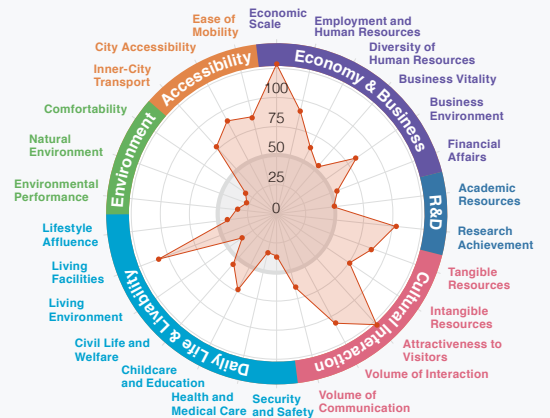 Economic
Scale
Employment and
Human Resources
Diversity of
Human Resources
Business Vitality
Business
Environment
Financial
Affairs
Academic
Resources
Research
Achievement
Tangible
Resources
Intangible
Resources
Attractiveness to
Visitors
Volume of Interaction
Volume of
Communication
Security
and Safety
Health and
Medical Care
Childcare
and Education
Civil Life and
Welfare
Living
Environment
Living
Facilities
Lifestyle
Affluence
Environmental
Performance
Natural
Environment
Comfortability
Inner-City
Transport
City Accessibility
Ease of
Mobility
Economy & Business
R&D
Cultural Interaction
Daily Life & Livability
Environment
Accessibility
100
75
50
25
0